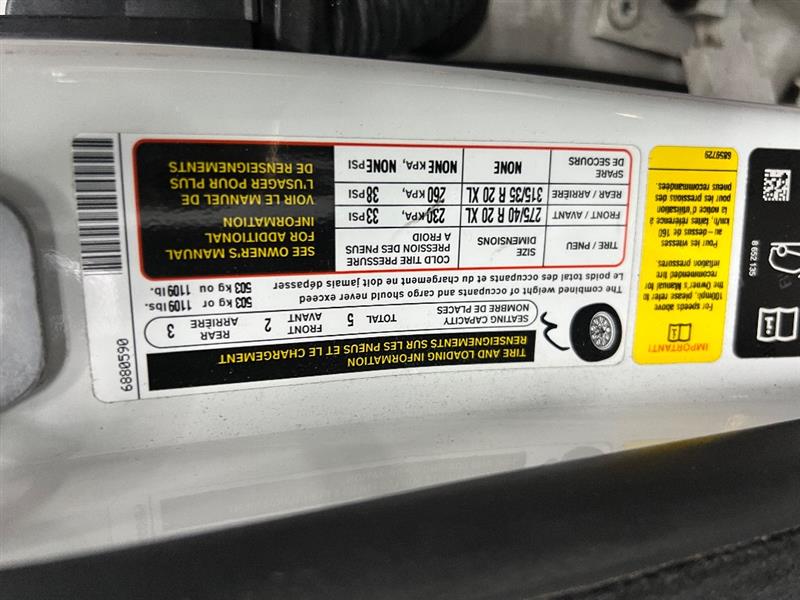 TIRE AND LOADING INFORMATION
RENSEIGNEMENTS SUR LES PNEUS ET LE CHARGEMENT
SEATING CAPACITY
NOMBRE DE PLACES
TOTAL 5
FRONT
AVANT 2
REAR
ARRIÈRE 3
The combined weight of occupants and cargo should never exceed 503 kg or 1109 lbs.
Le poids total des occupants et du chargement ne doit jamais dépasser 503 kg ou 1109 lb.
TIRE / PNEU
SIZE
DIMENSIONS
COLD TIRE PRESSURE
PRESSION DES PNEUS
A FROID
FRONT / AVANT 275/40 R 20 XL 230 KPA, 33 PSI
REAR / ARRIÈRE 315/35 R 20 XL 260 KPA, 38 PSI
SPARE
DE SECOURS
NONE NONE KPA, NONE PSI
SEE OWNER'S MANUAL
FOR ADDITIONAL
INFORMATION
VOIR LE MANUEL DE
L'USAGER POUR PLUS
DE RENSEIGNEMENTS
6880590
3
IMPORTANT!
For speeds above
100mph, please refer to
the Owner's Manual for
recommended tire
inflation pressures.
Pour les vitesses
au – dessus de 160
km/h, faites référence à
la notice d'utilisation
pour les pressions des
pneus recommandées.
6859729
8 652 135